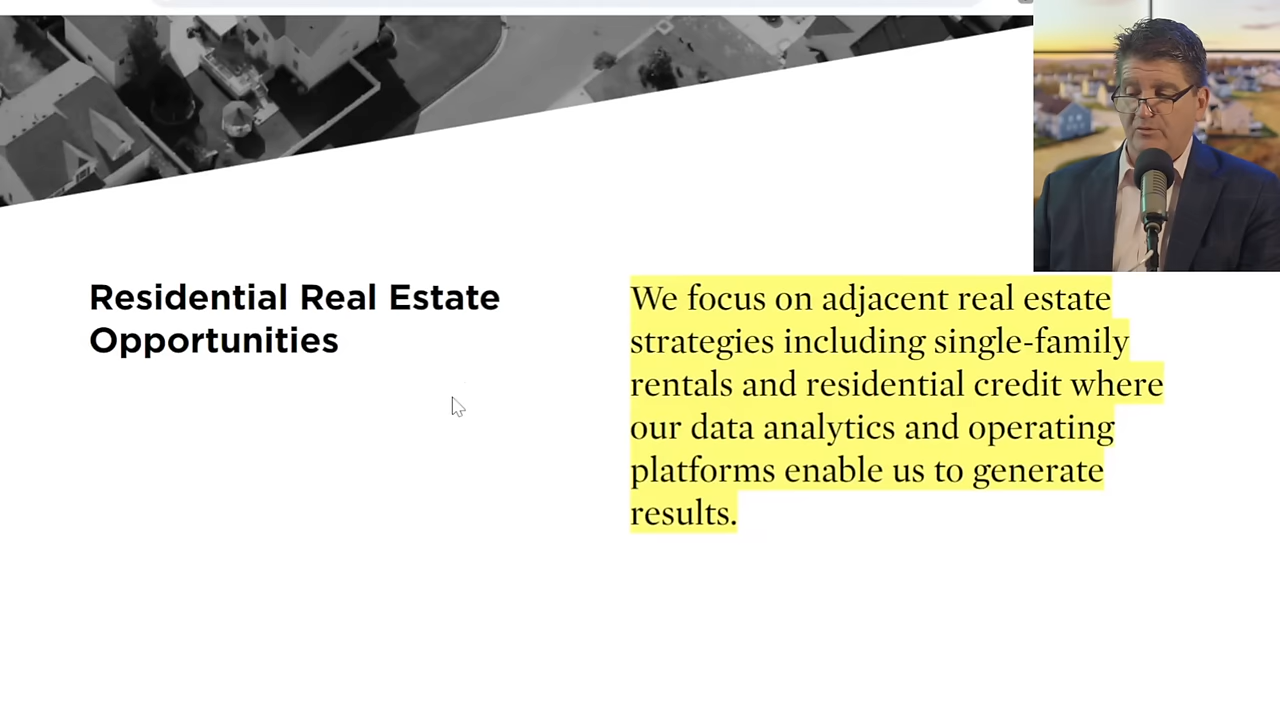 Residential Real Estate
Opportunities
We focus on adjacent real estate
strategies including single-family
rentals and residential credit where
our data analytics and operating
platforms enable us to generate
results.